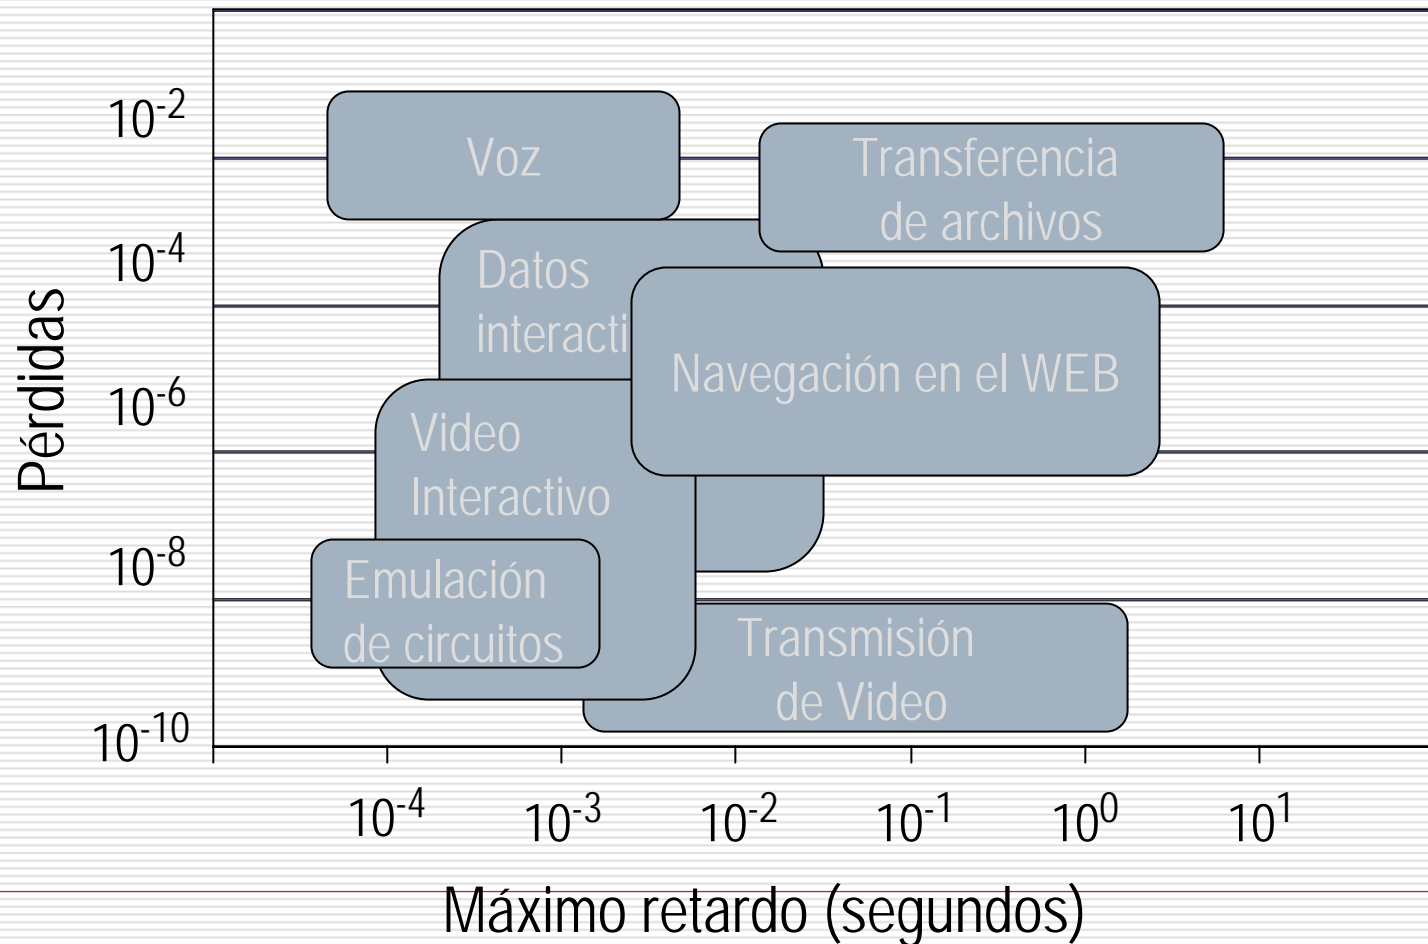 Pérdidas
10⁻²
10⁻⁴
10⁻⁶
10⁻⁸
10⁻¹⁰
Voz
Transferencia
de archivos
Datos
interacti
Navegación en el WEB
Video
Interactivo
Emulación
de circuitos
Transmisión
de Video
10⁻⁴ 10⁻³ 10⁻² 10⁻¹ 10⁰ 10¹
Máximo retardo (segundos)